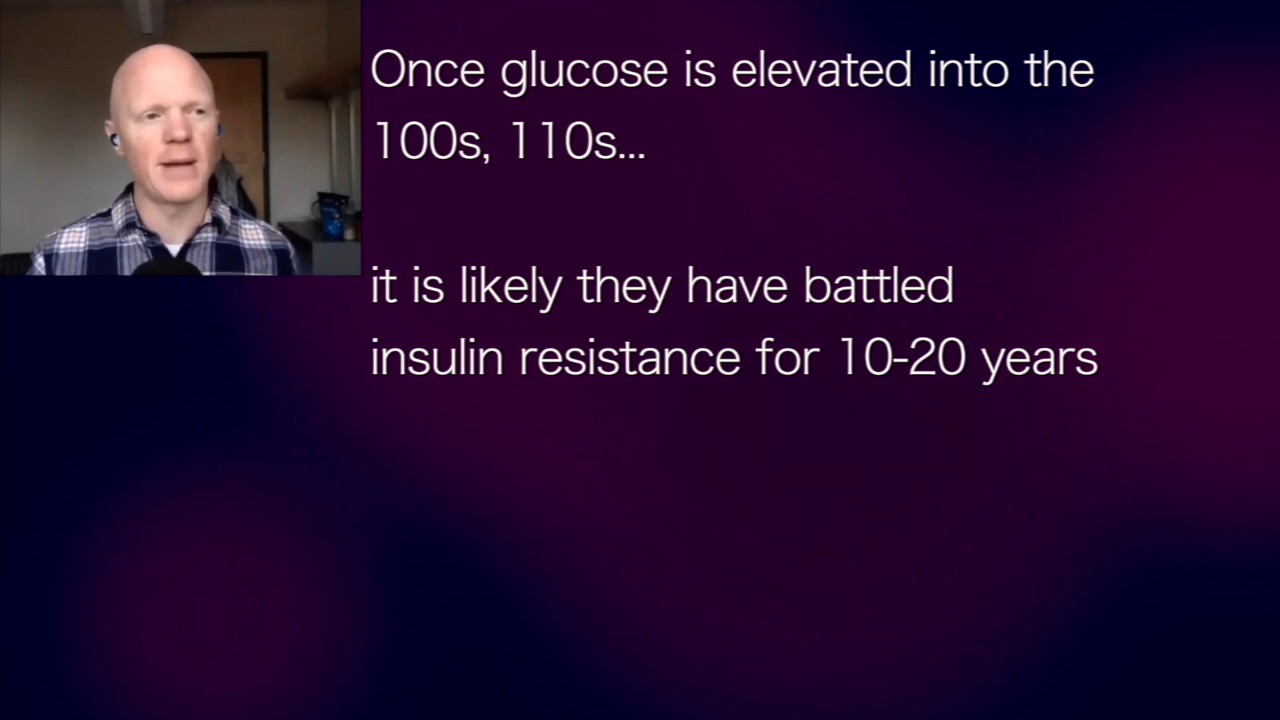 Once glucose is elevated into the
100s, 110s...
it is likely they have battled
insulin resistance for 10-20 years